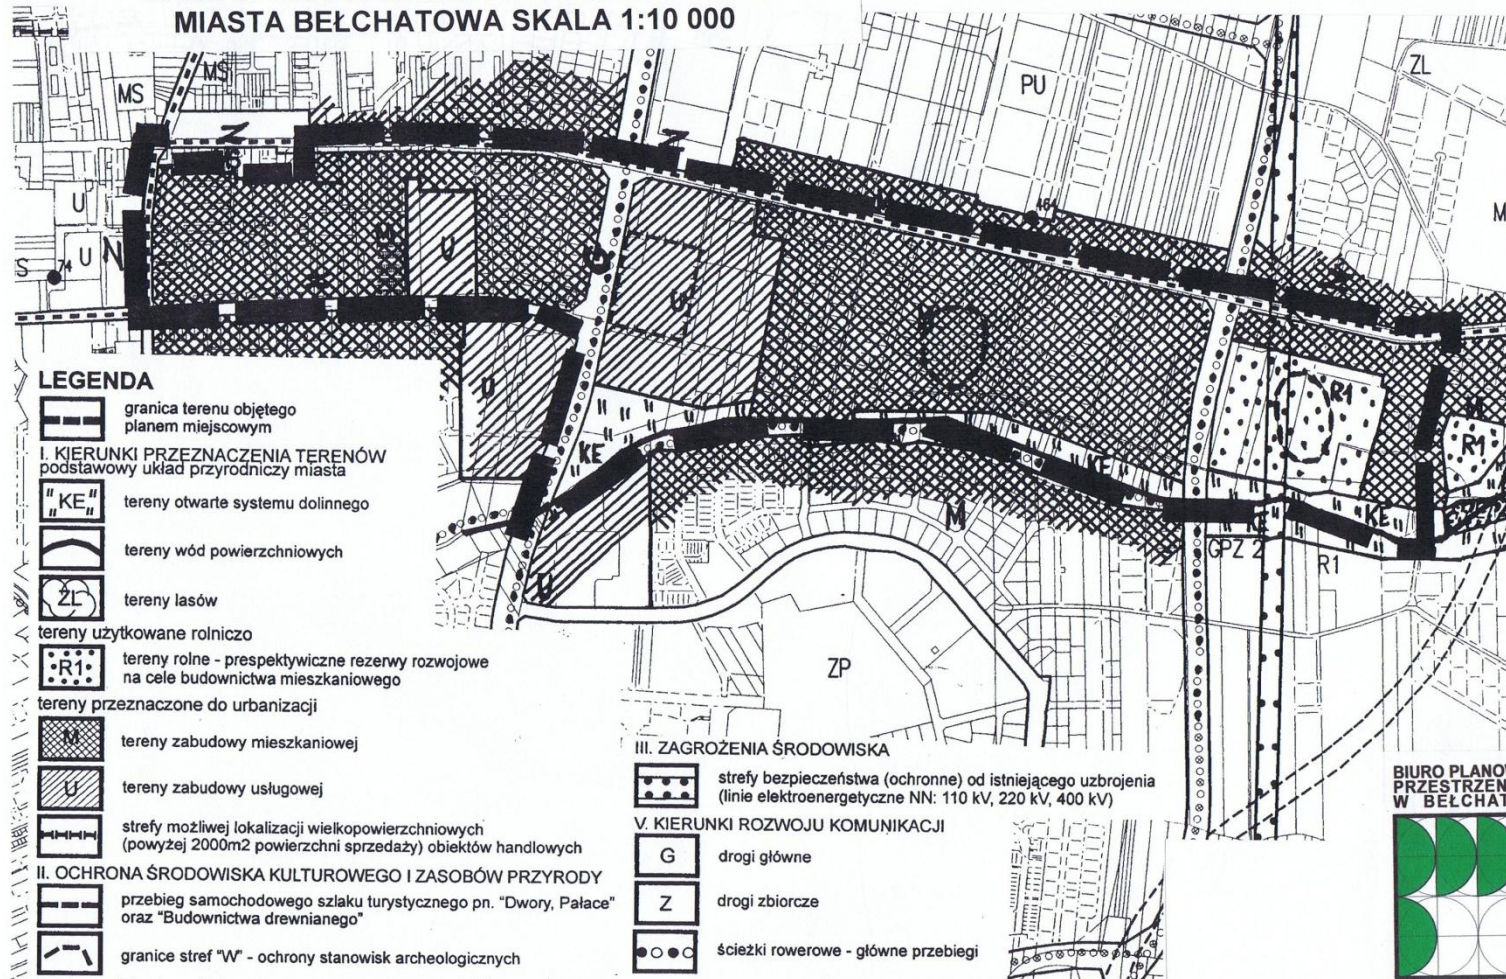 MIASTA BEŁCHATOWA SKALA 1:10 000
MS
MS
PU
ZL
N
Z
M
U
U
N
S
74
M
U
G
U
464
M
R1
R1
U
KE
KE
KE
KE
M
U
GPZ 2
R1
ZP
LEGENDA
granica terenu objętego
planem miejscowym
I. KIERUNKI PRZEZNACZENIA TERENÓW
podstawowy układ przyrodniczy miasta
"KE" tereny otwarte systemu dolinnego
tereny wód powierzchniowych
ZL tereny lasów
tereny użytkowane rolniczo
R1 tereny rolne - prespektywiczne rezerwy rozwojowe
na cele budownictwa mieszkaniowego
tereny przeznaczone do urbanizacji
M tereny zabudowy mieszkaniowej
U tereny zabudowy usługowej
strefy możliwej lokalizacji wielkopowierzchniowych
(powyżej 2000m2 powierzchni sprzedaży) obiektów handlowych
II. OCHRONA ŚRODOWISKA KULTUROWEGO I ZASOBÓW PRZYRODY
przebieg samochodowego szlaku turystycznego pn. "Dwory, Pałace"
oraz "Budownictwa drewnianego"
granice stref "W" - ochrony stanowisk archeologicznych
III. ZAGROŻENIA ŚRODOWISKA
strefy bezpieczeństwa (ochronne) od istniejącego uzbrojenia
(linie elektroenergetyczne NN: 110 kV, 220 kV, 400 kV)
V. KIERUNKI ROZWOJU KOMUNIKACJI
G drogi główne
Z drogi zbiorcze
ścieżki rowerowe - główne przebiegi
BIURO PLANO
PRZESTRZEN
W BEŁCHAT